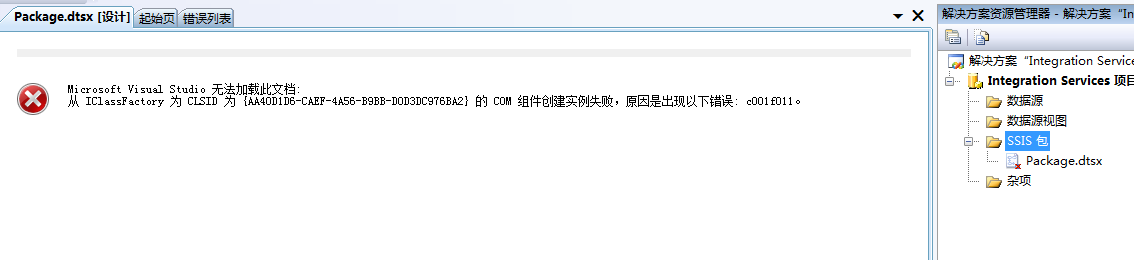 Package.dtsx [设计]
起始页
错误列表
Microsoft Visual Studio 无法加载此文档:
从 IClassFactory 为 CLSID 为 {AA40D1D6-CAEF-4A56-B9BB-D0D3DC976BA2} 的 COM 组件创建实例失败，原因是出现以下错误: c001f011。
解决方案资源管理器 - 解决方案“In
解决方案“Integration Service
Integration Services 项目
数据源
数据源视图
SSIS 包
Package.dtsx
杂项